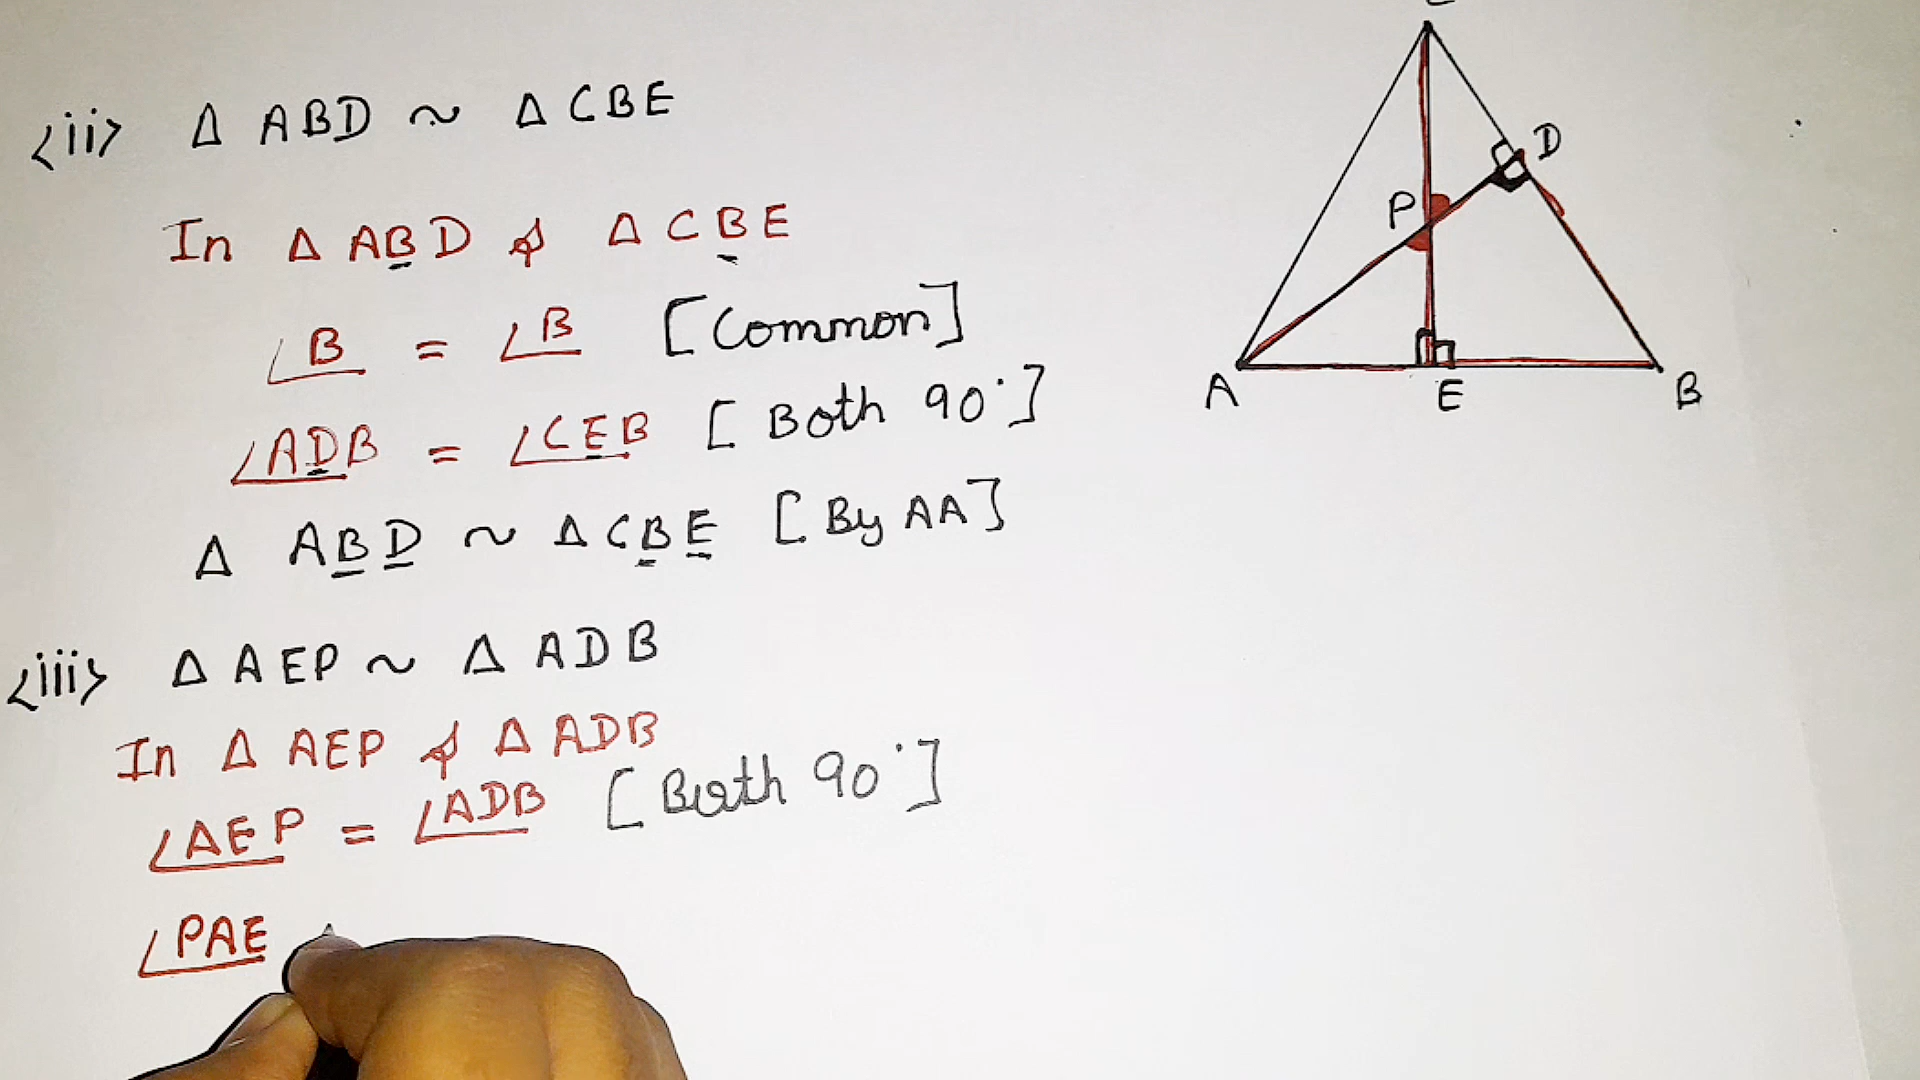 <ii> Δ ABD ~ Δ CBE
In Δ ABD & Δ CBE
∠B = ∠B [Common]
∠ADB = ∠CEB [Both 90°]
Δ ABD ~ Δ CBE [By AA]
<iii> Δ AEP ~ Δ ADB
In Δ AEP & Δ ADB
∠AEP = ∠ADB [Both 90°]
∠PAE
D
P
A
E
B